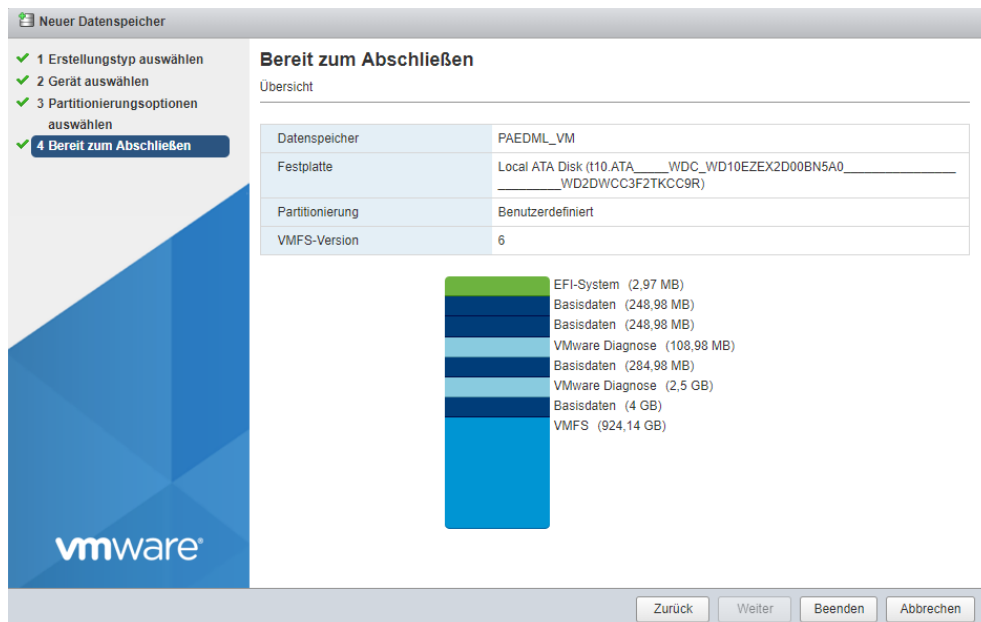 Neuer Datenspeicher
1 Erstellungstyp auswählen
2 Gerät auswählen
3 Partitionierungsoptionen
auswählen
4 Bereit zum Abschließen
Bereit zum Abschließen
Übersicht
Datenspeicher PAEDML_VM
Festplatte Local ATA Disk (t10.ATA_____WDC_WD10EZEX2D00BN5A0________________
_________WD2DWCC3F2TKCC9R)
Partitionierung Benutzerdefiniert
VMFS-Version 6
EFI-System (2,97 MB)
Basisdaten (248,98 MB)
Basisdaten (248,98 MB)
VMware Diagnose (108,98 MB)
Basisdaten (284,98 MB)
VMware Diagnose (2,5 GB)
Basisdaten (4 GB)
VMFS (924,14 GB)
vmware®
Zurück Weiter Beenden Abbrechen